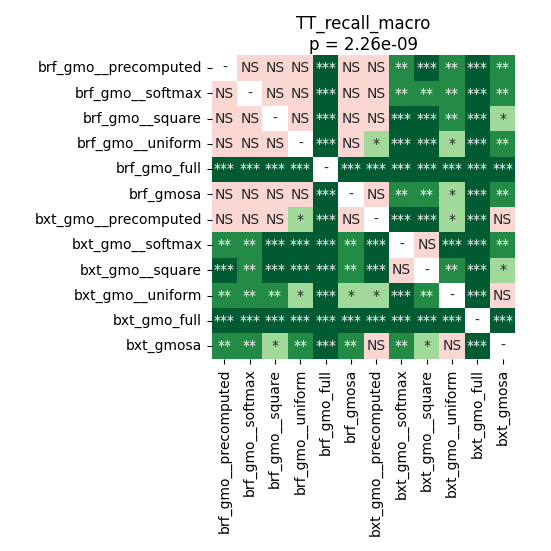 TT_recall_macro
p = 2.26e-09
brf_gmo__precomputed - NS NS NS *** NS NS ** *** ** *** **
brf_gmo__softmax NS - NS NS *** NS NS ** ** ** *** **
brf_gmo__square NS NS - NS *** NS NS *** *** ** *** *
brf_gmo__uniform NS NS NS - *** NS * *** *** * *** **
brf_gmo_full *** *** *** *** - *** *** *** *** *** *** ***
brf_gmosa NS NS NS NS *** - NS ** ** * *** **
bxt_gmo__precomputed NS NS NS * *** NS - *** *** * *** NS
bxt_gmo__softmax ** ** *** *** *** ** *** - NS *** *** **
bxt_gmo__square *** ** *** *** *** ** *** NS - ** *** *
bxt_gmo__uniform ** ** ** * *** * * *** ** - *** NS
bxt_gmo_full *** *** *** *** *** *** *** *** *** *** - ***
bxt_gmosa ** ** * ** *** ** NS ** * NS *** -
brf_gmo__precomputed
brf_gmo__softmax
brf_gmo__square
brf_gmo__uniform
brf_gmo_full
brf_gmosa
bxt_gmo__precomputed
bxt_gmo__softmax
bxt_gmo__square
bxt_gmo__uniform
bxt_gmo_full
bxt_gmosa